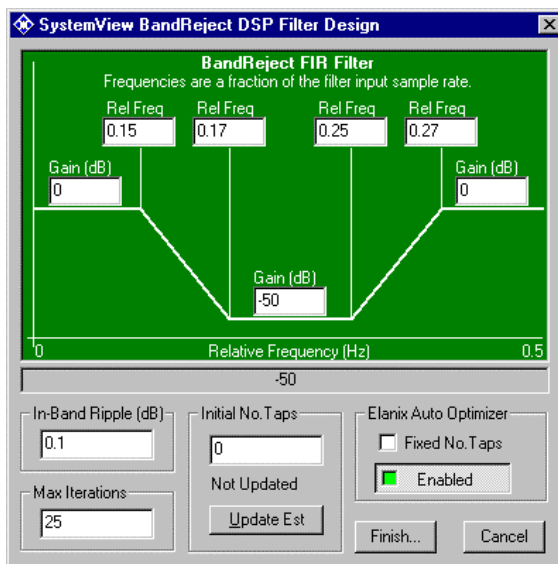 SystemView BandReject DSP Filter Design
BandReject FIR Filter
Frequencies are a fraction of the filter input sample rate.
Rel Freq Rel Freq Rel Freq Rel Freq
0.15 0.17 0.25 0.27
Gain (dB) Gain (dB)
0 0
Gain (dB)
-50
0 Relative Frequency (Hz) 0.5
-50
In-Band Ripple (dB) Initial No. Taps Elanix Auto Optimizer
0.1 0 Fixed No. Taps
Not Updated Enabled
Max Iterations
25 Update Est Finish... Cancel